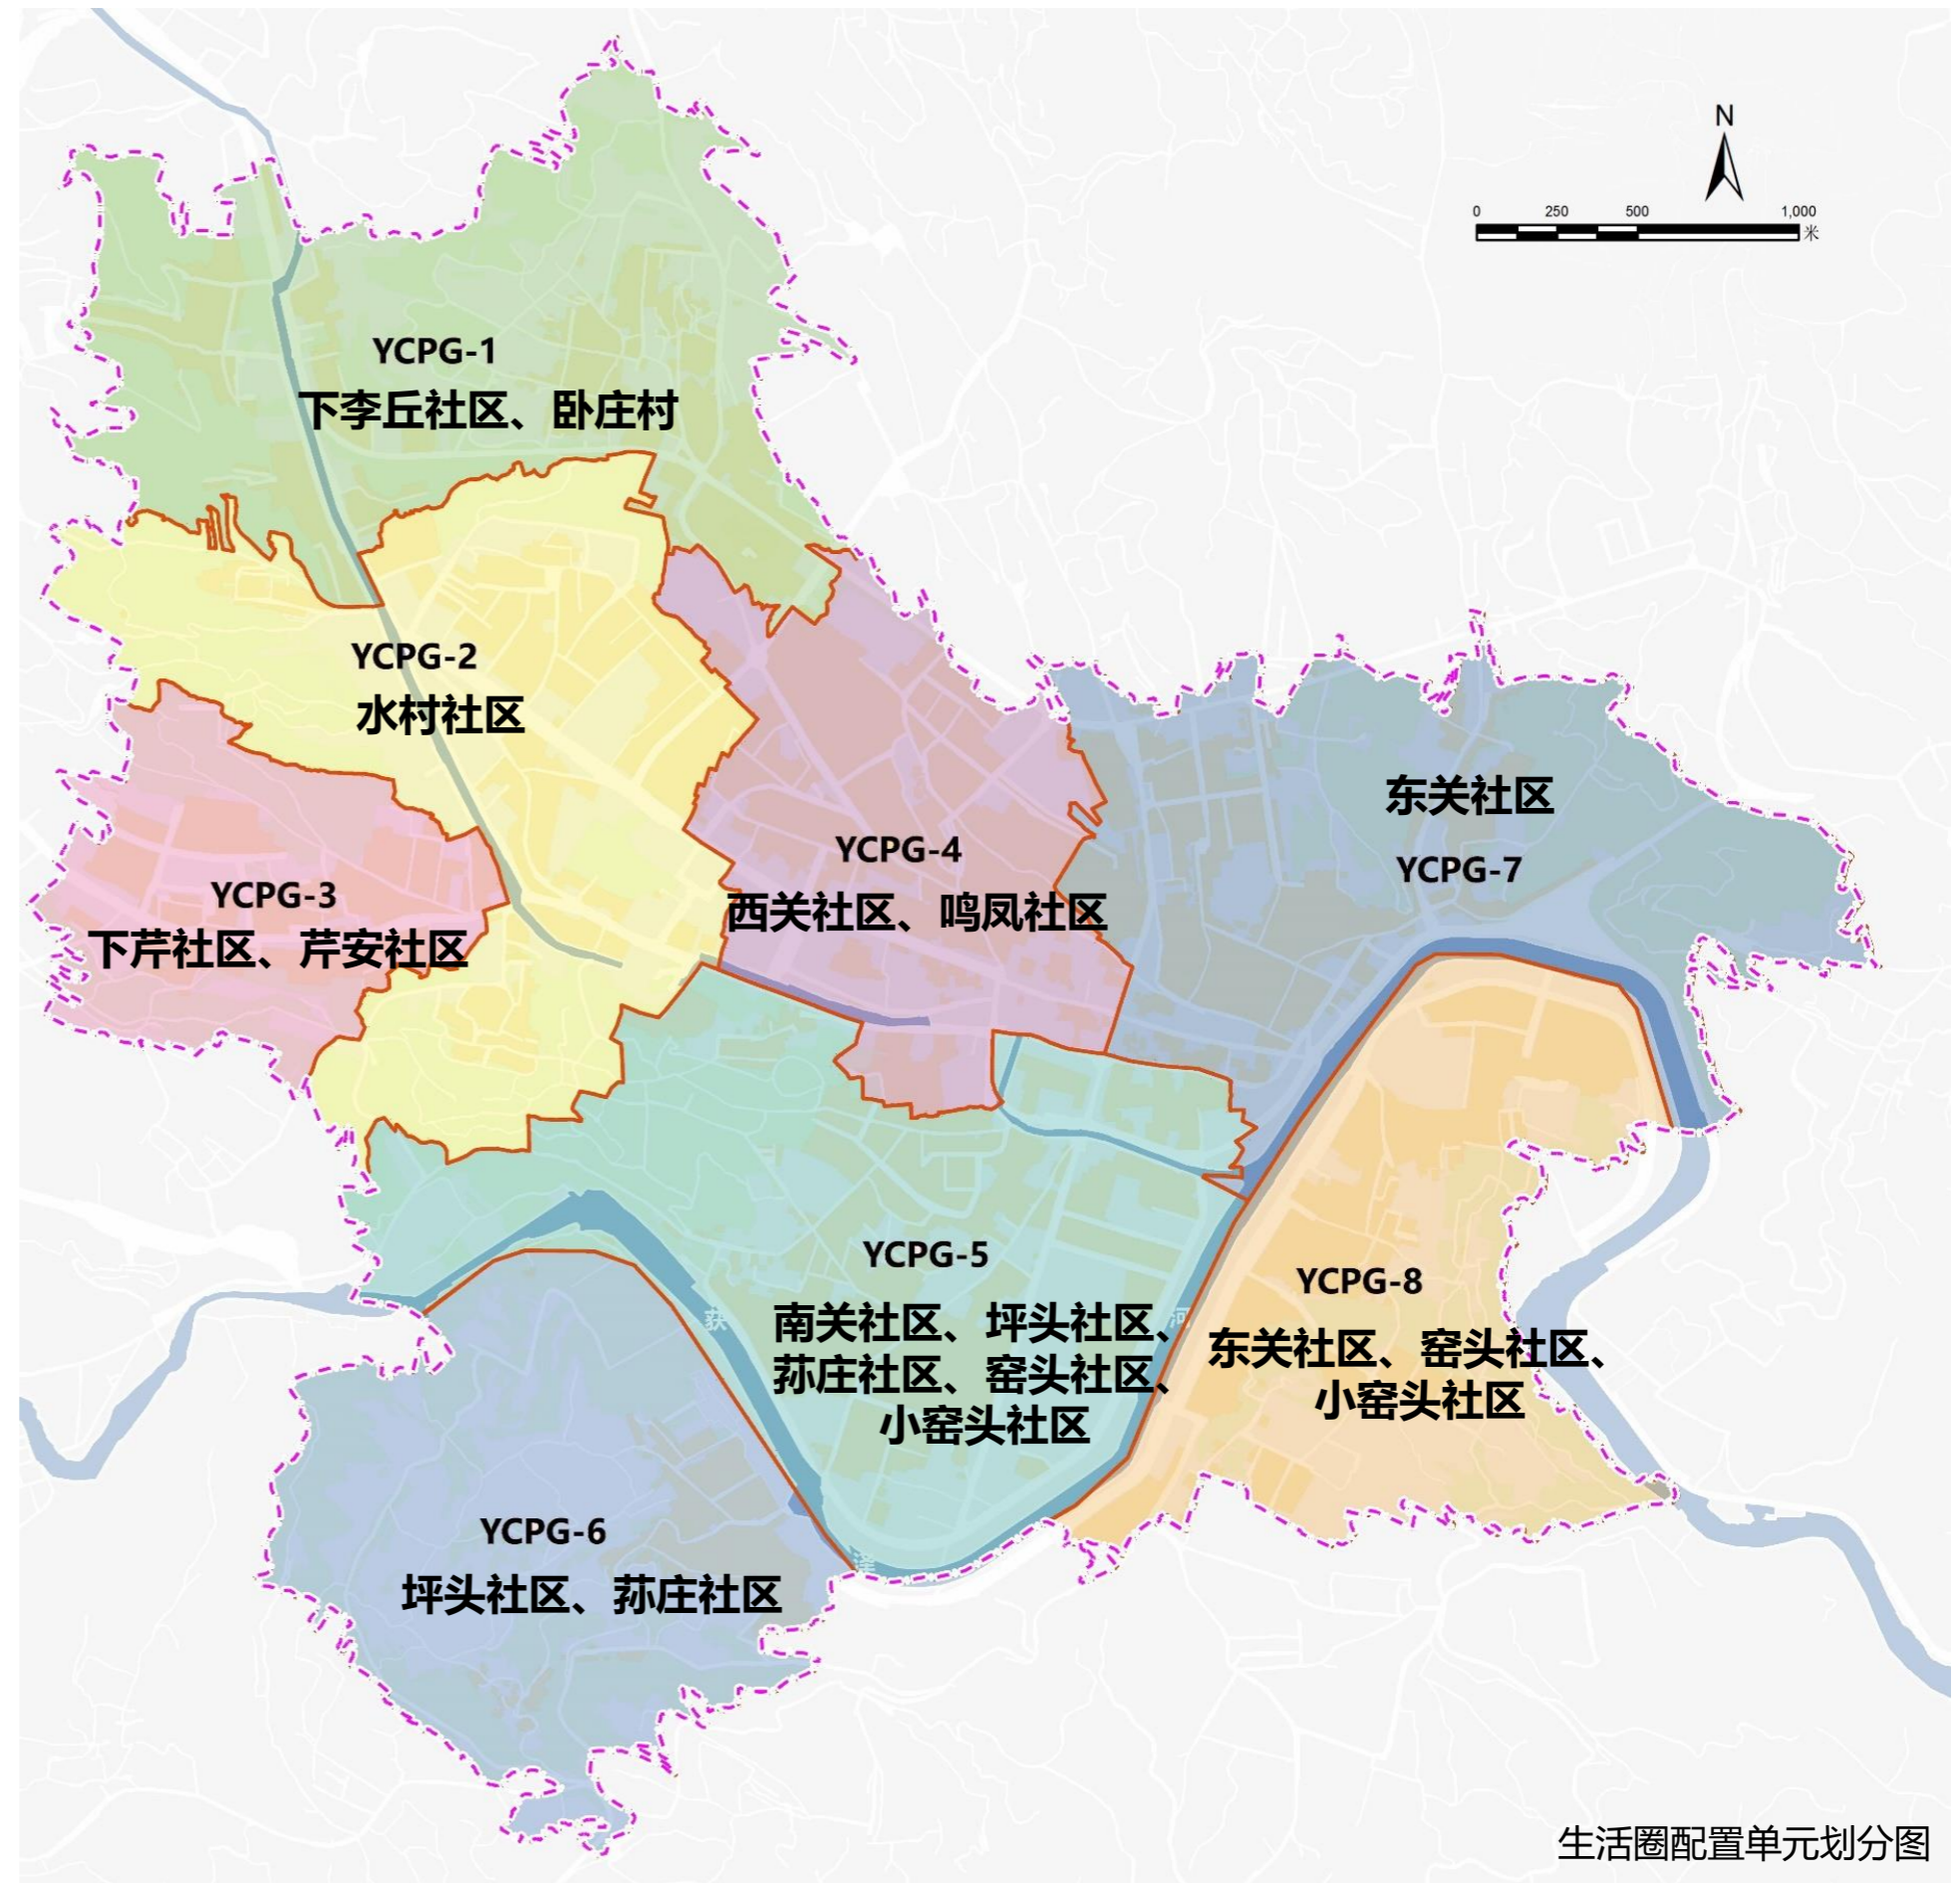 N
0 250 500 1,000
米
YCPG-1
下李丘社区、卧庄村
YCPG-2
水村社区
东关社区
YCPG-7
YCPG-4
西关社区、鸣凤社区
YCPG-3
下芹社区、芹安社区
YCPG-5
南关社区、坪头社区、
荪庄社区、窑头社区、
小窑头社区
YCPG-8
东关社区、窑头社区、
小窑头社区
获
泽
河
YCPG-6
坪头社区、荪庄社区
生活圈配置单元划分图